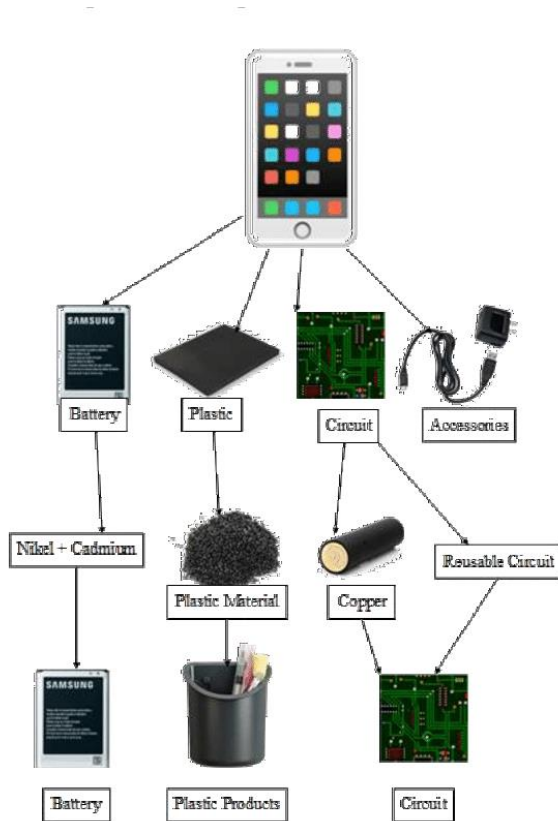 SAMSUNG
Battery
Plastic
Circuit
Accessories
Nikel + Cadmium
Plastic Material
Copper
Reusable Circuit
SAMSUNG
Battery
Plastic Products
Circuit